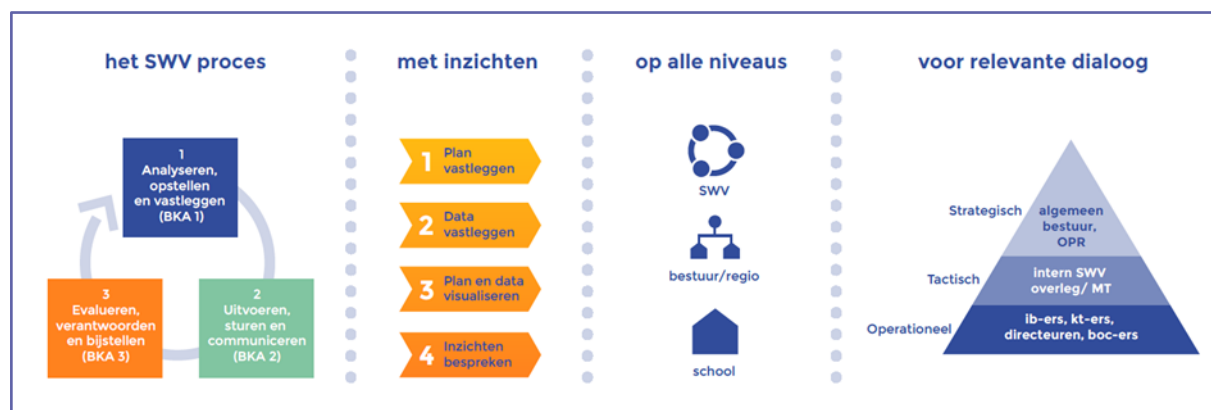 het SWV proces
1
Analyseren,
opstellen
en vastleggen
(BKA 1)
3
Evalueren,
verantwoorden
en bijstellen
(BKA 3)
2
Uitvoeren,
sturen en
communiceren
(BKA 2)
met inzichten
1 Plan
vastleggen
2 Data
vastleggen
3 Plan en data
visualiseren
4 Inzichten
bespreken
op alle niveaus
SWV
bestuur/regio
school
voor relevante dialoog
Strategisch
algemeen
bestuur,
OPR
Tactisch
intern SWV
overleg/ MT
Operationeel
ib-ers, kt-ers,
directeuren, boc-ers